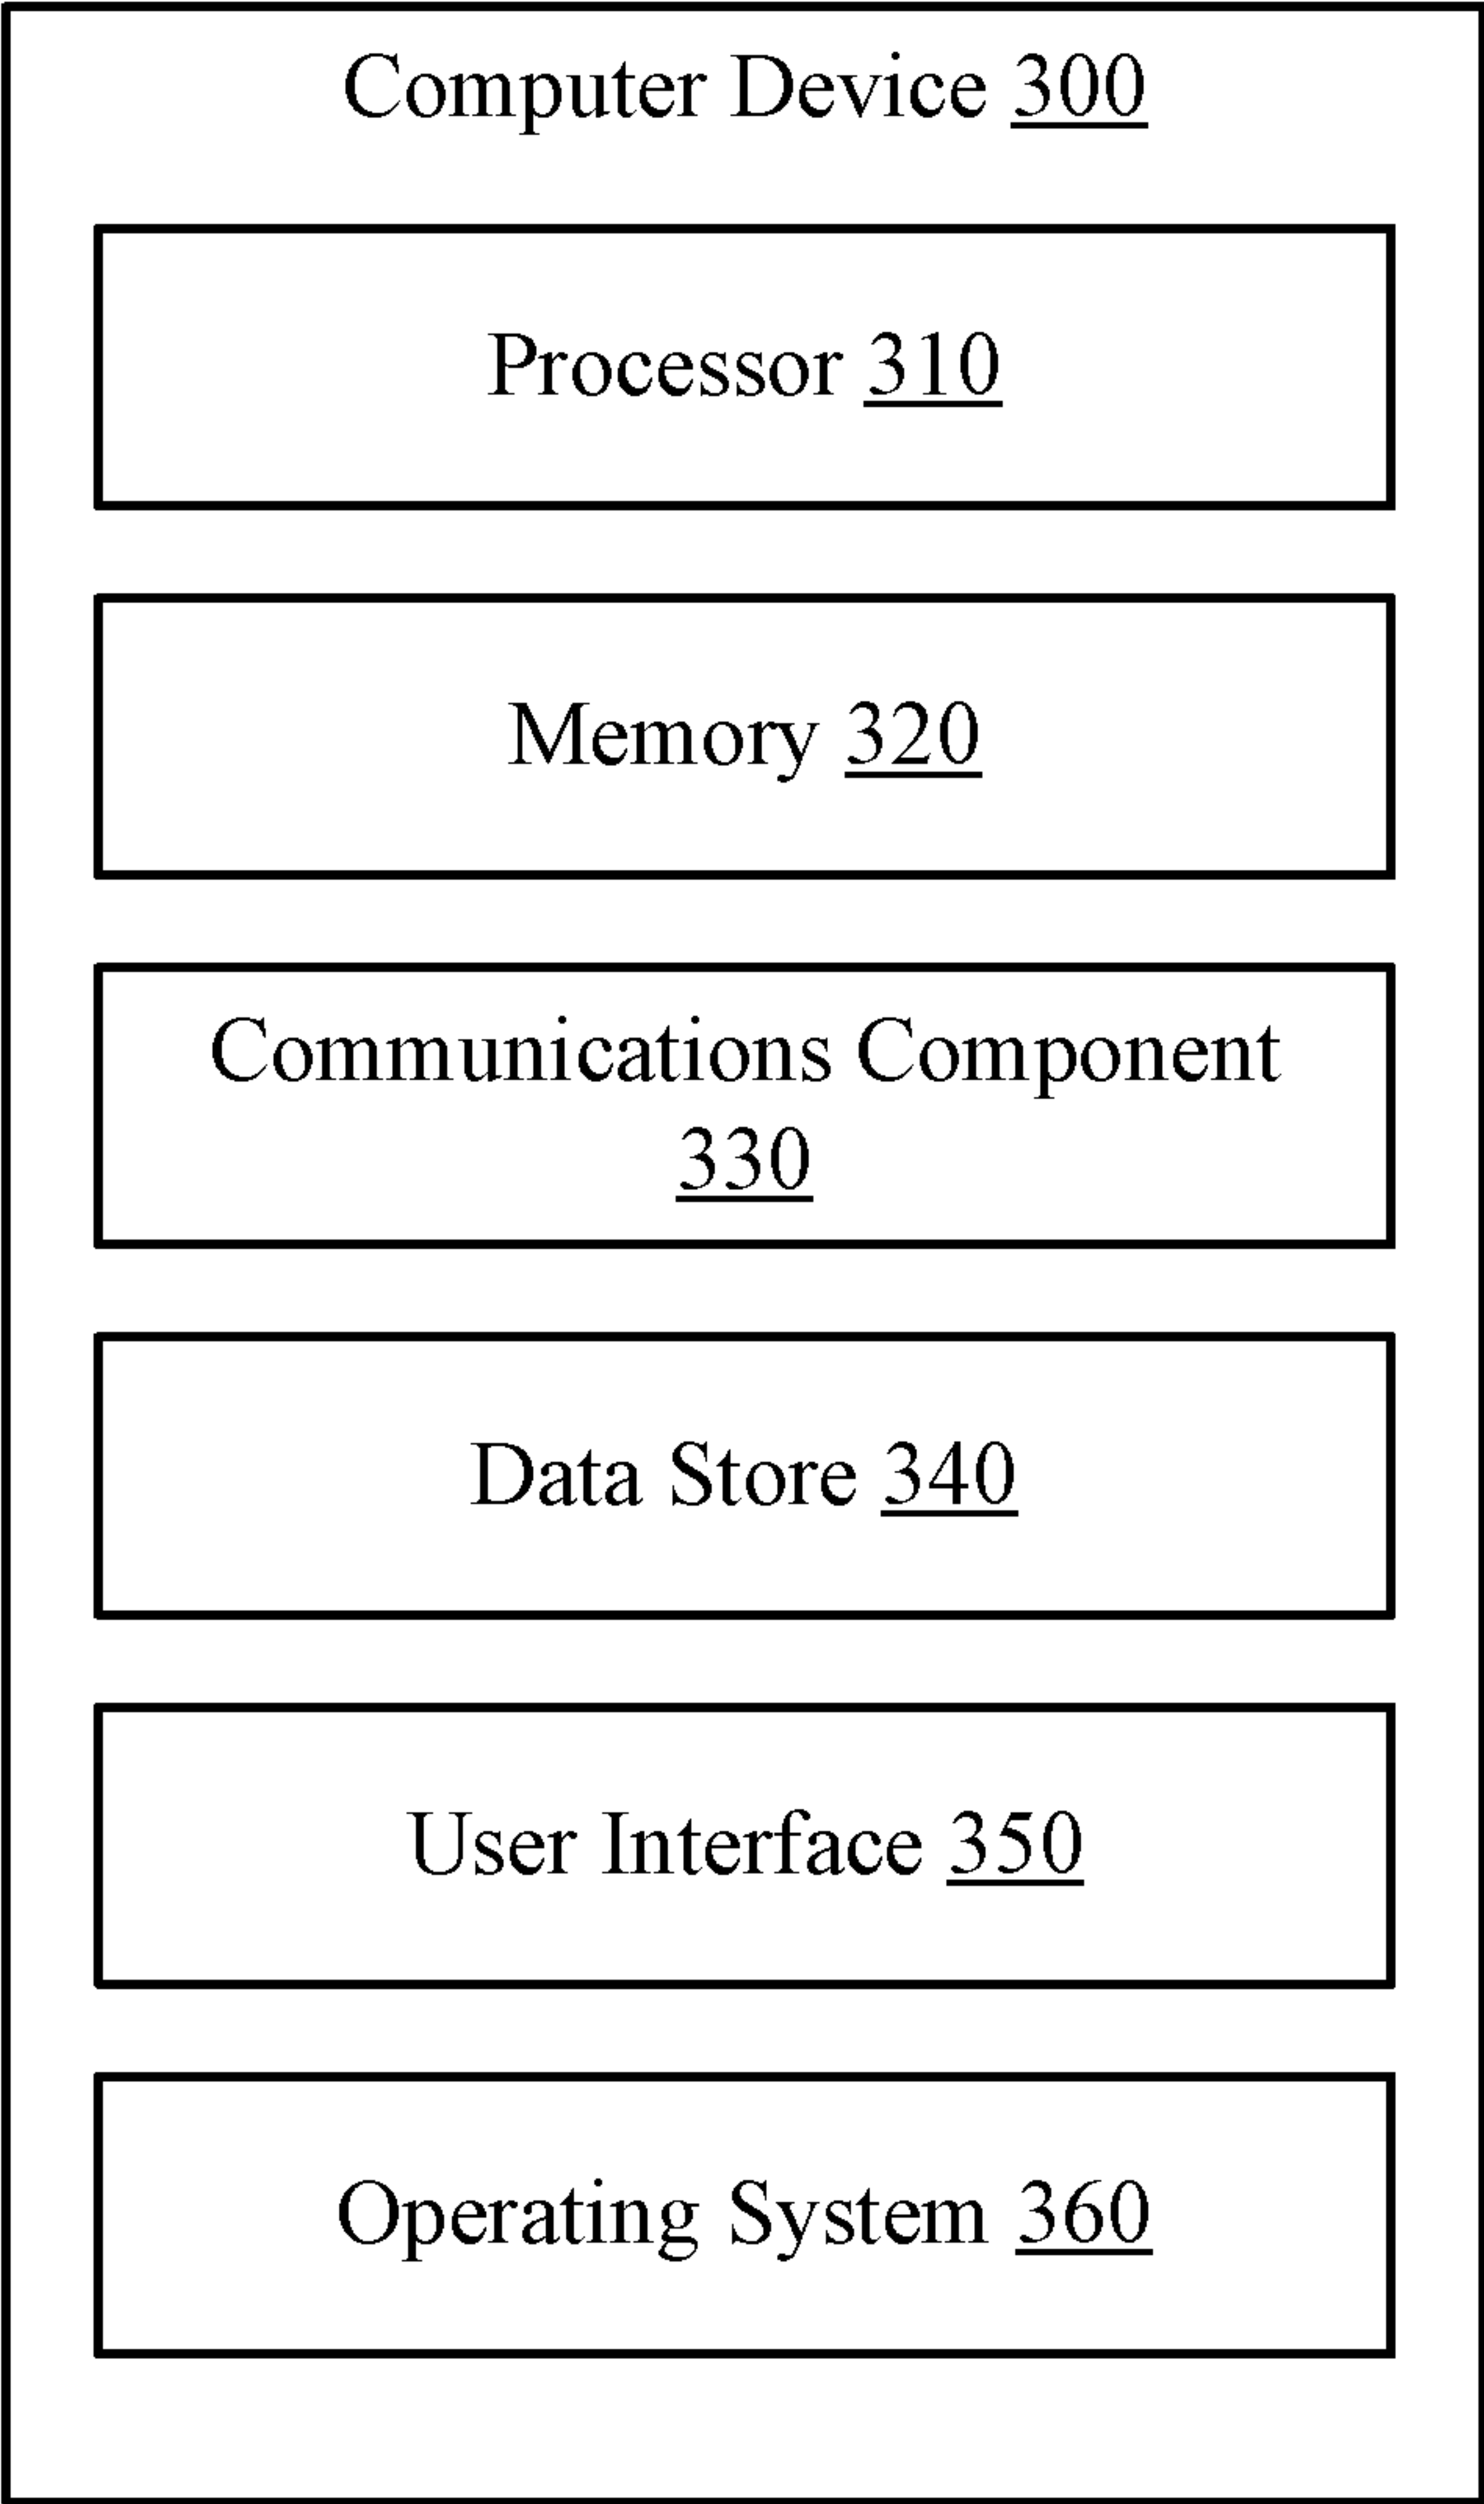 Computer Device 300
Processor 310
Memory 320
Communications Component
330
Data Store 340
User Interface 350
Operating System 360